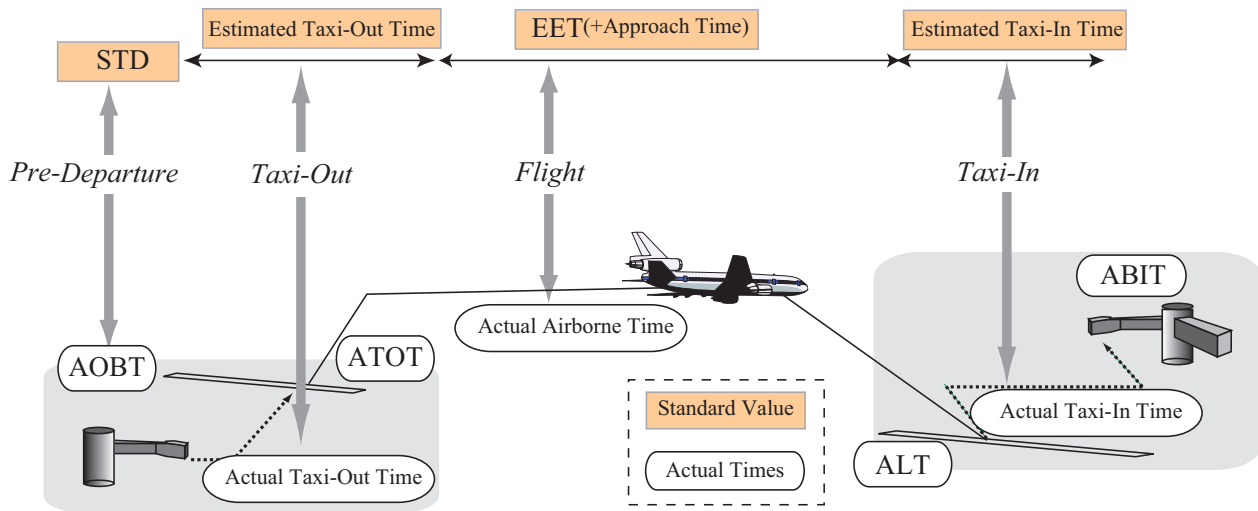 Estimated Taxi-Out Time
EET(+Approach Time)
Estimated Taxi-In Time
STD
Pre-Departure
Taxi-Out
Flight
Taxi-In
ABIT
Actual Airborne Time
ATOT
AOBT
Standard Value
Actual Taxi-In Time
Actual Taxi-Out Time
Actual Times
ALT